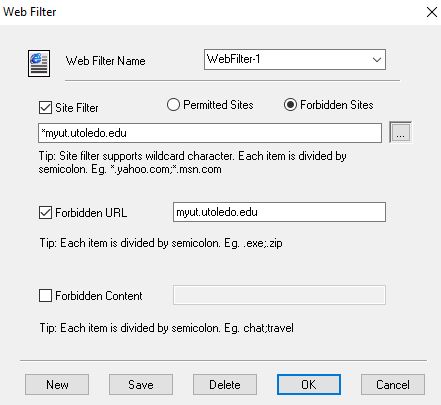 Web Filter
Web Filter Name
WebFilter-1
Site Filter
Permitted Sites
Forbidden Sites
*myut.utoledo.edu
...
Tip: Site filter supports wildcard character. Each item is divided by
semicolon. Eg. *.yahoo.com;*.msn.com
Forbidden URL
myut.utoledo.edu
Tip: Each item is divided by semicolon. Eg. .exe;.zip
Forbidden Content
Tip: Each item is divided by semicolon. Eg. chat;travel
New
Save
Delete
OK
Cancel